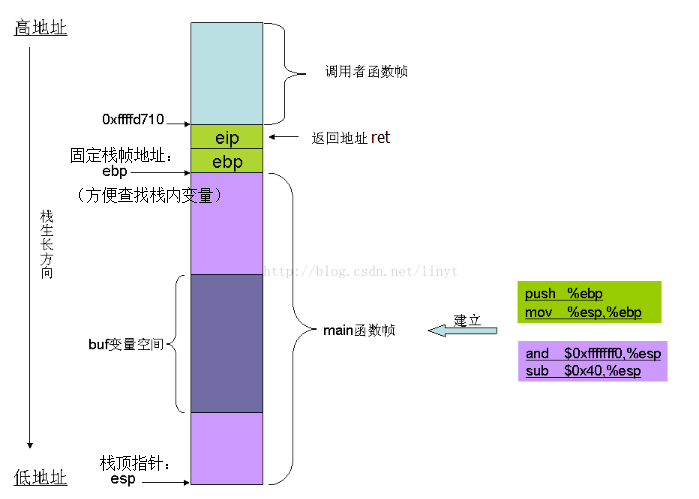 高地址
调用者函数帧
0xffffd710
eip
返回地址 ret
固定栈帧地址：
ebp
ebp
（方便查找栈内变量）
栈生长方向
http://blog.csdn.net/linyt
push %ebp
mov %esp,%ebp
建立
main函数帧
buf变量空间
and $0xfffffff0,%esp
sub $0x40,%esp
栈顶指针：
esp
低地址